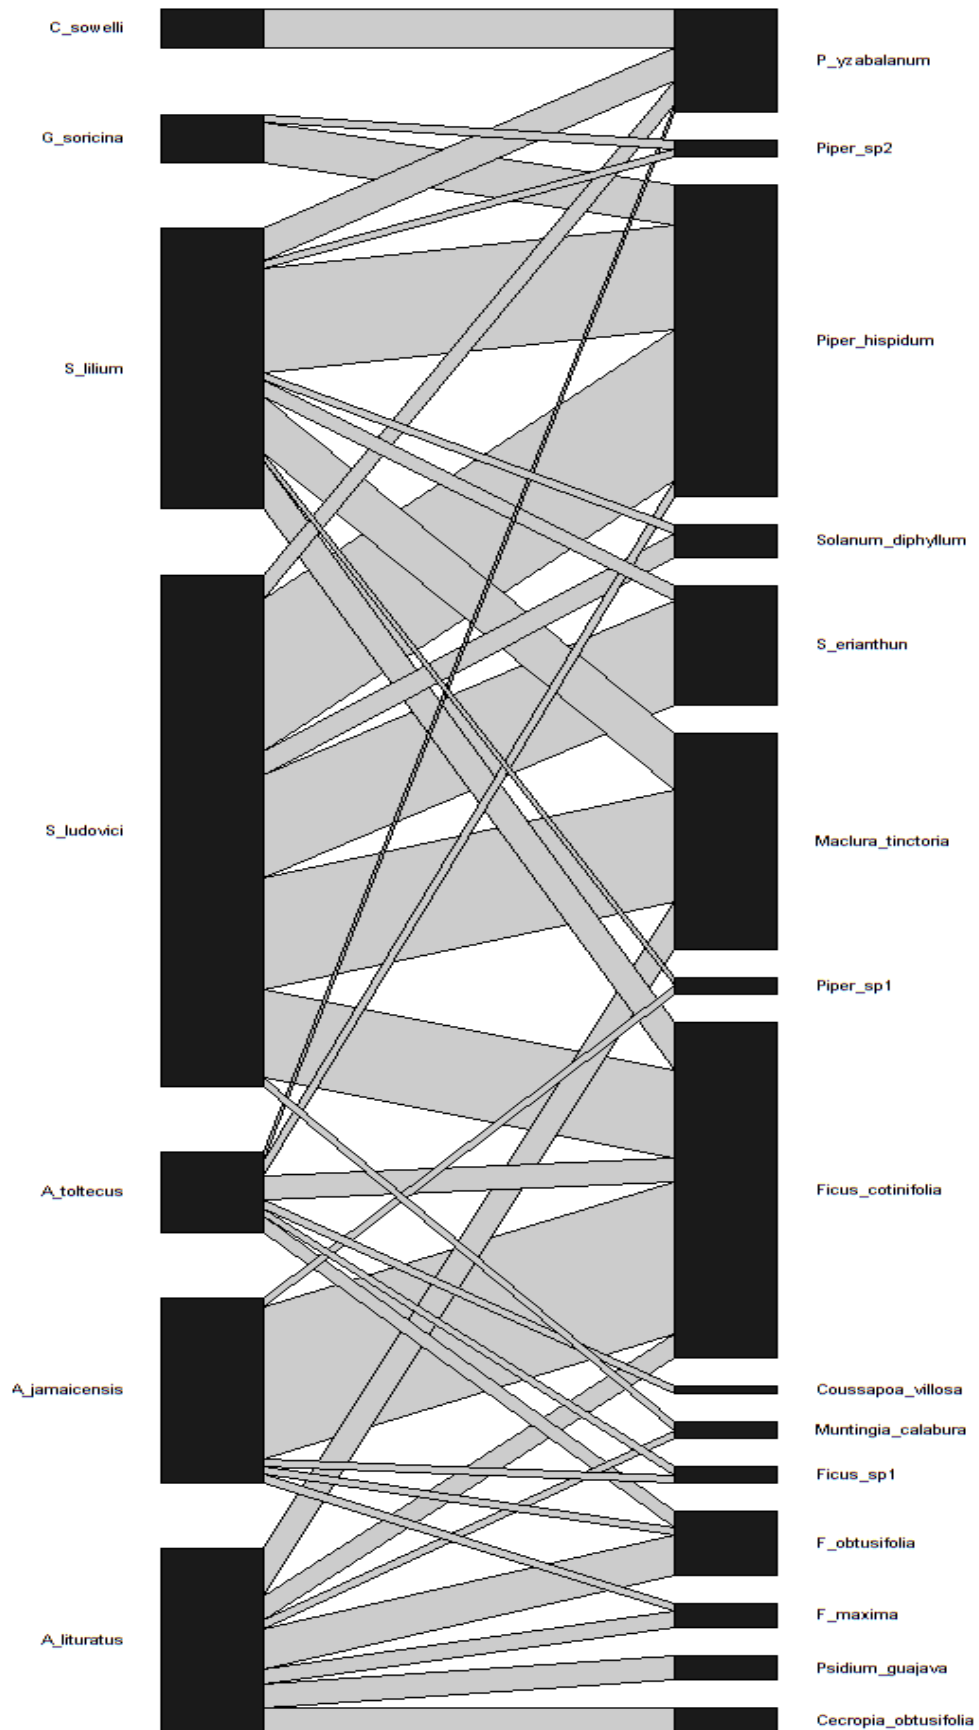 C_sowelli
P_yzabalanum
G_soricina
Piper_sp2
Piper_hispidum
S_lilium
Solanum_diphyllum
S_erianthun
S_ludovici
Maclura_tinctoria
Piper_sp1
A_toltecus
Ficus_cotinifolia
A_jamaicensis
Coussapoa_villosa
Muntingia_calabura
Ficus_sp1
F_obtusifolia
F_maxima
A_lituratus
Psidium_guajava
Cecropia_obtusifolia